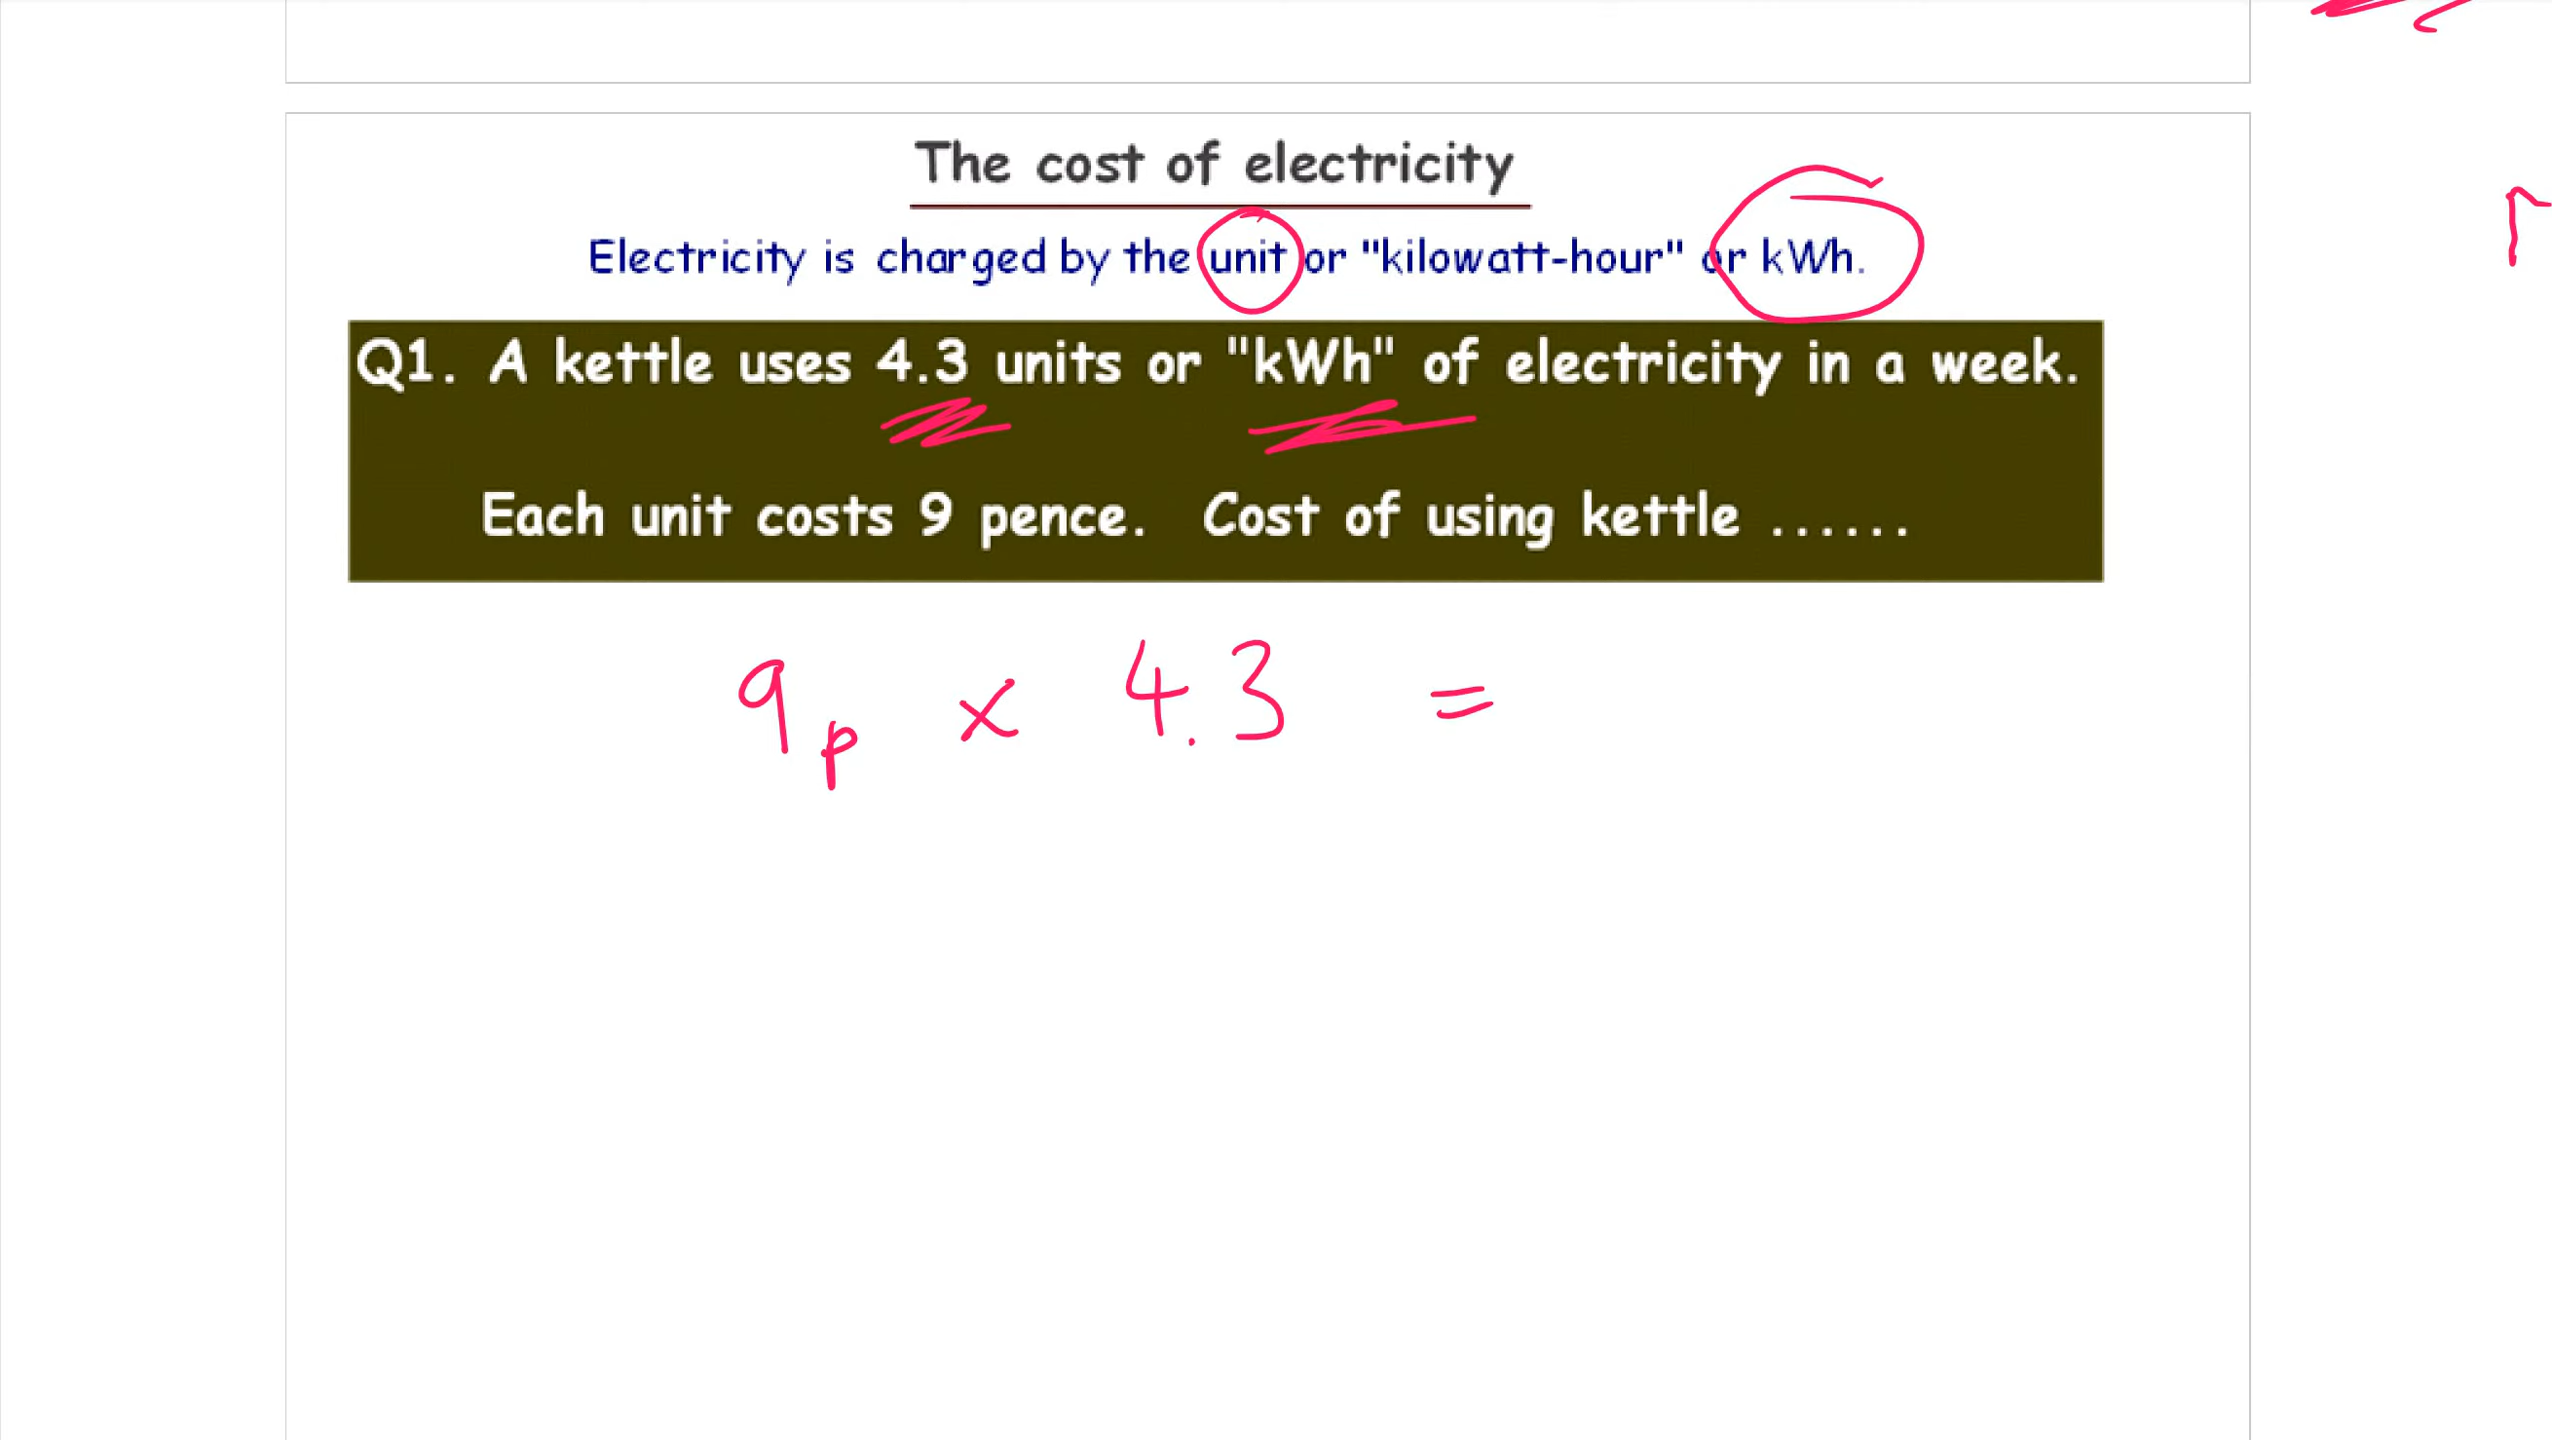 The cost of electricity
Electricity is charged by the unit or "kilowatt-hour" or kWh.
Q1. A kettle uses 4.3 units or "kWh" of electricity in a week.
Each unit costs 9 pence. Cost of using kettle ......
9p × 4.3 =